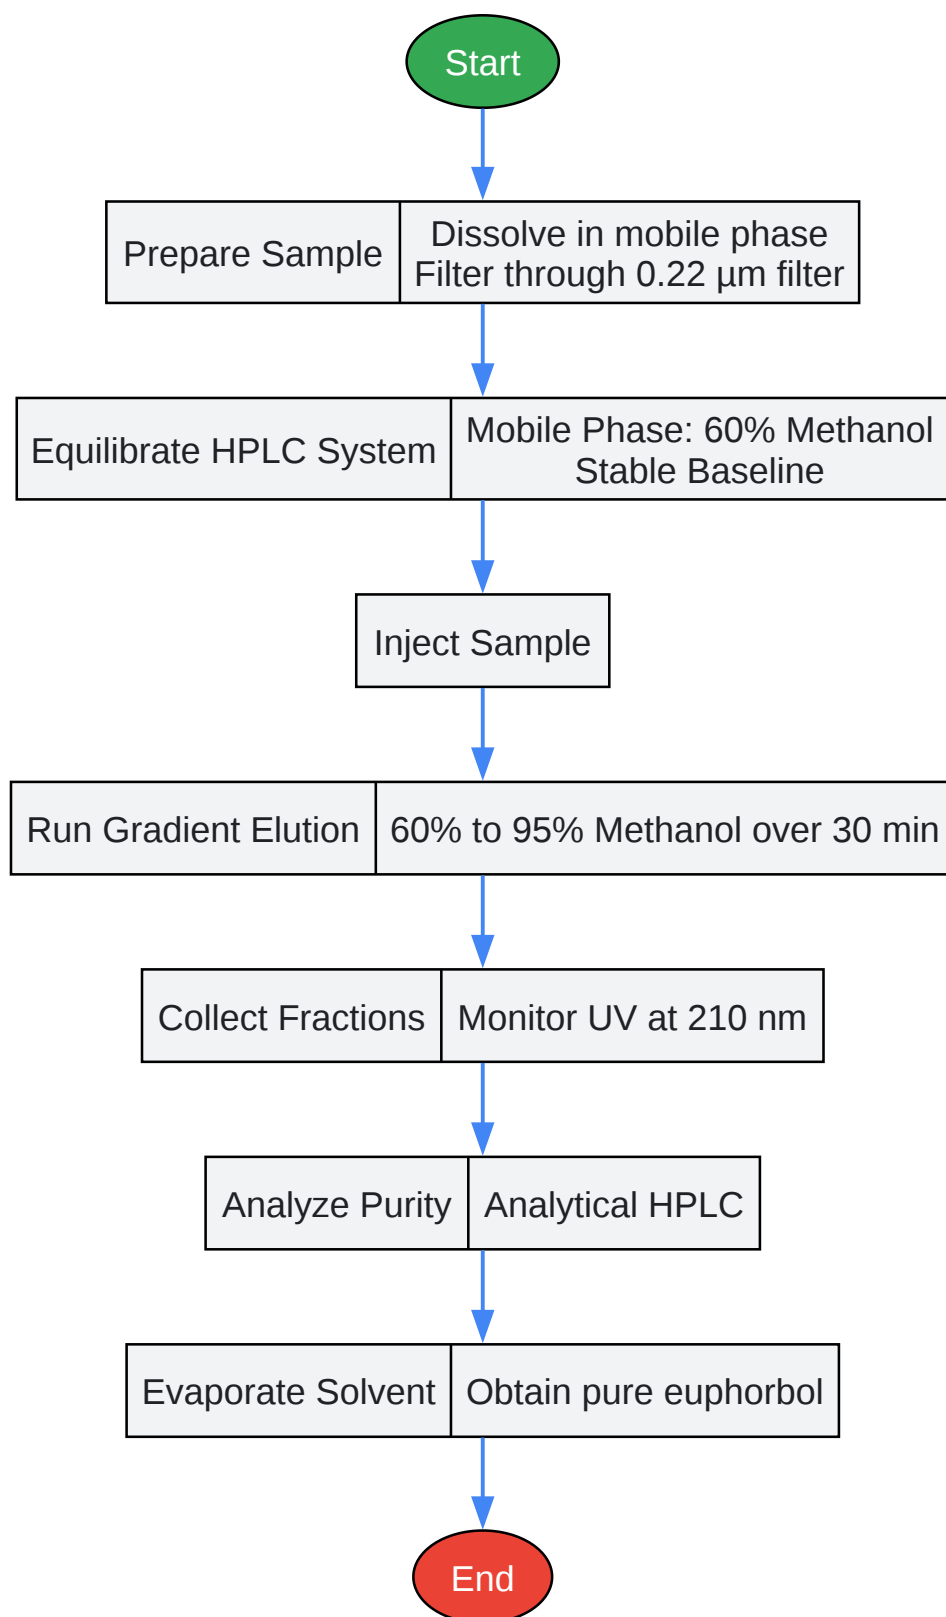 Start
Prepare Sample
Dissolve in mobile phase
Filter through 0.22 µm filter
Equilibrate HPLC System
Mobile Phase: 60% Methanol
Stable Baseline
Inject Sample
Run Gradient Elution
60% to 95% Methanol over 30 min
Collect Fractions
Monitor UV at 210 nm
Analyze Purity
Analytical HPLC
Evaporate Solvent
Obtain pure euphorbol
End